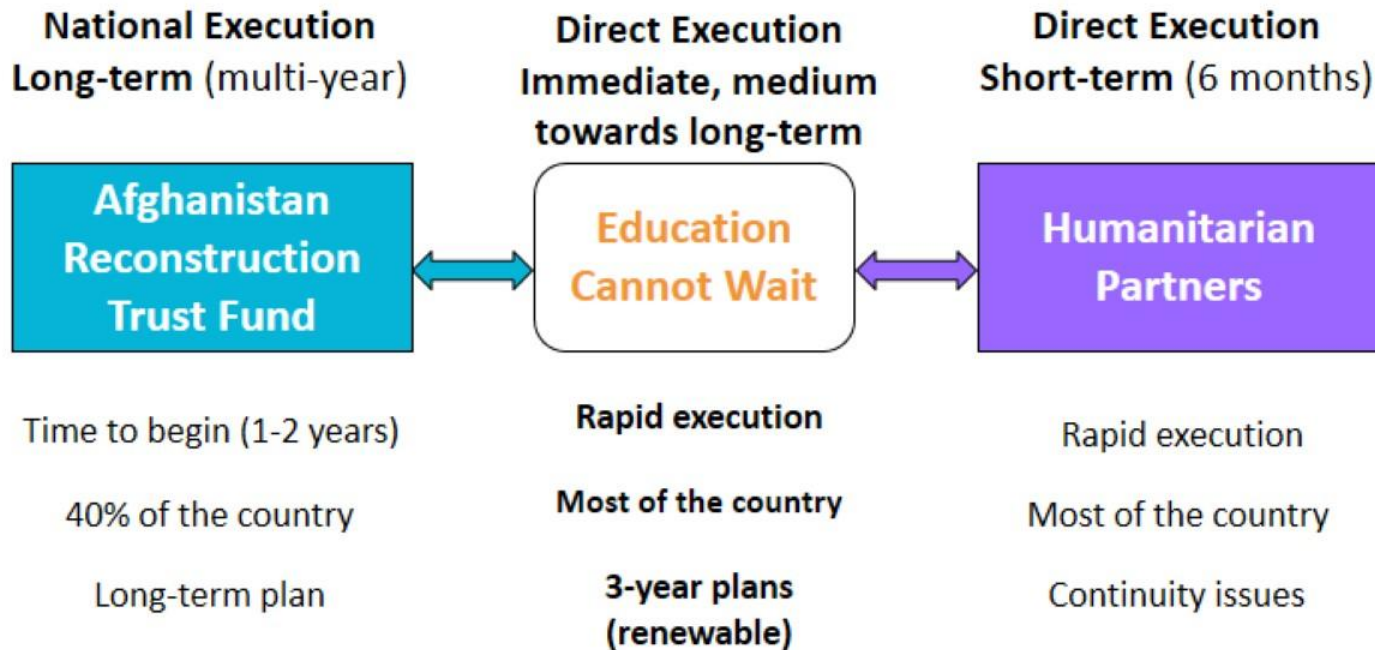 National Execution
Long-term (multi-year)
Afghanistan
Reconstruction
Trust Fund
Time to begin (1-2 years)
40% of the country
Long-term plan
Direct Execution
Immediate, medium
towards long-term
Education
Cannot Wait
Rapid execution
Most of the country
3-year plans
(renewable)
Direct Execution
Short-term (6 months)
Humanitarian
Partners
Rapid execution
Most of the country
Continuity issues